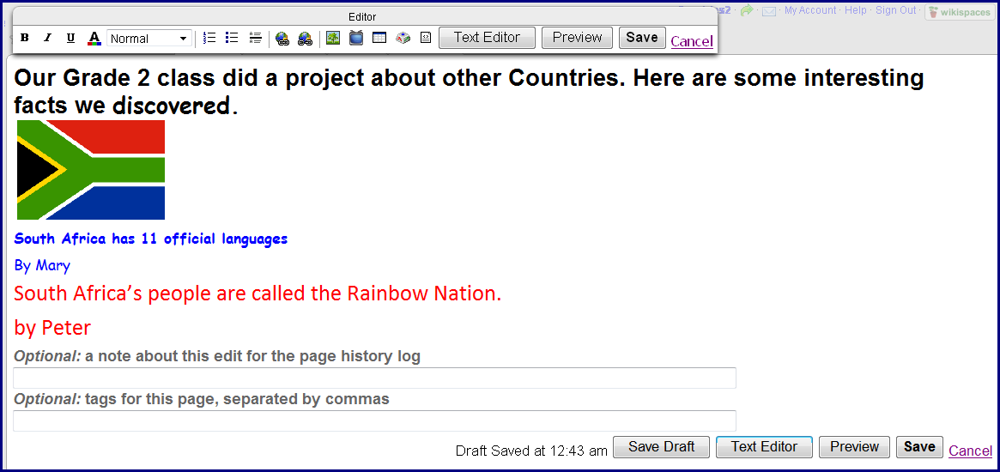 Editor
My Account · Help · Sign Out · wikispaces
B I U A Normal Text Editor Preview Save Cancel
Our Grade 2 class did a project about other Countries. Here are some interesting
facts we discovered.
South Africa has 11 official languages
By Mary
South Africa’s people are called the Rainbow Nation.
by Peter
Optional: a note about this edit for the page history log
Optional: tags for this page, separated by commas
Draft Saved at 12:43 am Save Draft Text Editor Preview Save Cancel